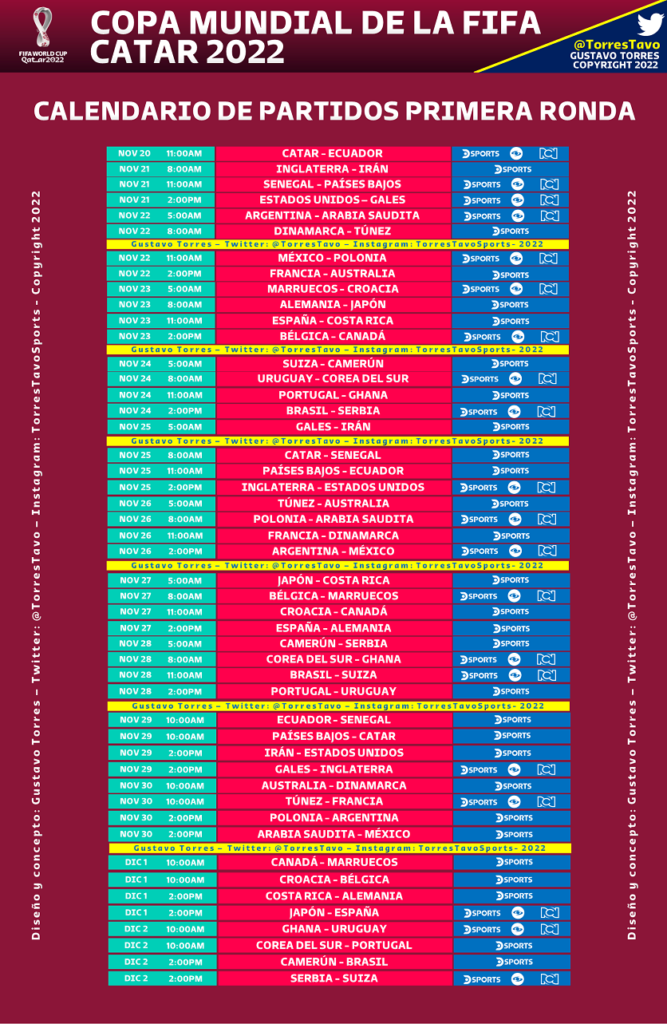 COPA MUNDIAL DE LA FIFA
CATAR 2022
FIFA WORLD CUP
Qatar2022
@TorresTavo
GUSTAVO TORRES
COPYRIGHT 2022
CALENDARIO DE PARTIDOS PRIMERA RONDA
Diseño y concepto: Gustavo Torres – Twitter: @TorresTavo – Instagram: TorresTavoSports – Copyright 2022
NOV 20 11:00AM CATAR – ECUADOR DSPORTS RCN
NOV 21 8:00AM INGLATERRA – IRÁN DSPORTS
NOV 21 11:00AM SENEGAL – PAÍSES BAJOS DSPORTS RCN
NOV 21 2:00PM ESTADOS UNIDOS – GALES DSPORTS RCN
NOV 22 5:00AM ARGENTINA – ARABIA SAUDITA DSPORTS RCN
NOV 22 8:00AM DINAMARCA – TÚNEZ DSPORTS
Gustavo Torres – Twitter: @TorresTavo – Instagram: TorresTavoSports- 2022
NOV 22 11:00AM MÉXICO – POLONIA DSPORTS RCN
NOV 22 2:00PM FRANCIA – AUSTRALIA DSPORTS
NOV 23 5:00AM MARRUECOS – CROACIA DSPORTS RCN
NOV 23 8:00AM ALEMANIA – JAPÓN DSPORTS
NOV 23 11:00AM ESPAÑA – COSTA RICA DSPORTS
NOV 23 2:00PM BÉLGICA – CANADÁ DSPORTS RCN
Gustavo Torres – Twitter: @TorresTavo – Instagram: TorresTavoSports- 2022
NOV 24 5:00AM SUIZA – CAMERÚN DSPORTS
NOV 24 8:00AM URUGUAY – COREA DEL SUR DSPORTS RCN
NOV 24 11:00AM PORTUGAL – GHANA DSPORTS
NOV 24 2:00PM BRASIL – SERBIA DSPORTS RCN
NOV 25 5:00AM GALES – IRÁN DSPORTS
Gustavo Torres – Twitter: @TorresTavo – Instagram: TorresTavoSports- 2022
NOV 25 8:00AM CATAR – SENEGAL DSPORTS
NOV 25 11:00AM PAÍSES BAJOS – ECUADOR DSPORTS
NOV 25 2:00PM INGLATERRA – ESTADOS UNIDOS DSPORTS RCN
NOV 26 5:00AM TÚNEZ – AUSTRALIA DSPORTS
NOV 26 8:00AM POLONIA – ARABIA SAUDITA DSPORTS RCN
NOV 26 11:00AM FRANCIA – DINAMARCA DSPORTS
NOV 26 2:00PM ARGENTINA – MÉXICO DSPORTS RCN
Gustavo Torres – Twitter: @TorresTavo – Instagram: TorresTavoSports- 2022
NOV 27 5:00AM JAPÓN – COSTA RICA DSPORTS
NOV 27 8:00AM BÉLGICA – MARRUECOS DSPORTS RCN
NOV 27 11:00AM CROACIA – CANADÁ DSPORTS
NOV 27 2:00PM ESPAÑA – ALEMANIA DSPORTS
NOV 28 5:00AM CAMERÚN – SERBIA DSPORTS
NOV 28 8:00AM COREA DEL SUR – GHANA DSPORTS RCN
NOV 28 11:00AM BRASIL – SUIZA DSPORTS RCN
NOV 28 2:00PM PORTUGAL – URUGUAY DSPORTS
Gustavo Torres – Twitter: @TorresTavo – Instagram: TorresTavoSports- 2022
NOV 29 10:00AM ECUADOR – SENEGAL DSPORTS
NOV 29 10:00AM PAÍSES BAJOS – CATAR DSPORTS
NOV 29 2:00PM IRÁN – ESTADOS UNIDOS DSPORTS
NOV 29 2:00PM GALES – INGLATERRA DSPORTS RCN
NOV 30 10:00AM AUSTRALIA – DINAMARCA DSPORTS
NOV 30 10:00AM TÚNEZ – FRANCIA DSPORTS RCN
NOV 30 2:00PM POLONIA – ARGENTINA DSPORTS
NOV 30 2:00PM ARABIA SAUDITA – MÉXICO DSPORTS
Gustavo Torres – Twitter: @TorresTavo – Instagram: TorresTavoSports- 2022
DIC 1 10:00AM CANADÁ – MARRUECOS DSPORTS
DIC 1 10:00AM CROACIA – BÉLGICA DSPORTS
DIC 1 2:00PM COSTA RICA – ALEMANIA DSPORTS
DIC 1 2:00PM JAPÓN – ESPAÑA DSPORTS RCN
DIC 2 10:00AM GHANA – URUGUAY DSPORTS RCN
DIC 2 10:00AM COREA DEL SUR – PORTUGAL DSPORTS
DIC 2 2:00PM CAMERÚN – BRASIL DSPORTS
DIC 2 2:00PM SERBIA – SUIZA DSPORTS RCN
Diseño y concepto: Gustavo Torres – Twitter: @TorresTavo – Instagram: TorresTavoSports – Copyright 2022